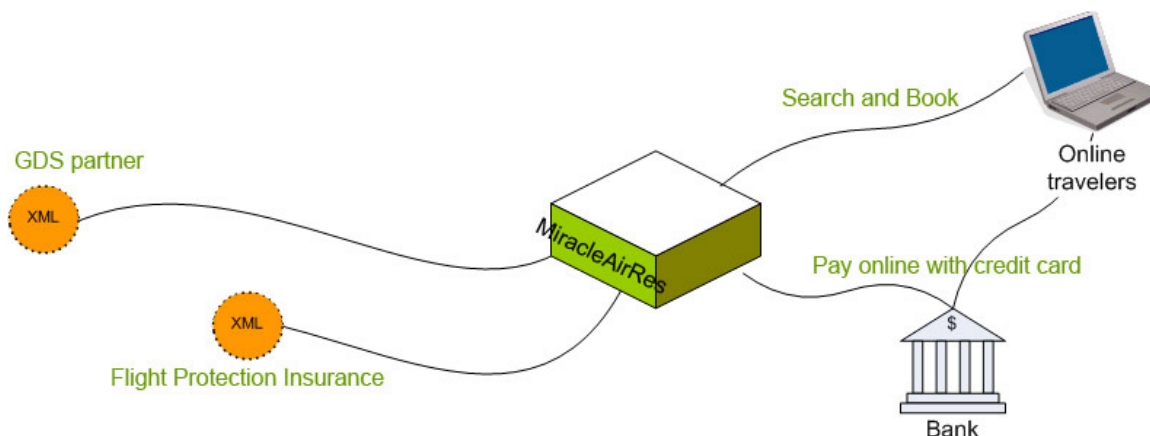 Search and Book
GDS partner
XML
Online
travelers
MiracleAirRes
Pay online with credit card
XML
$
Flight Protection Insurance
Bank